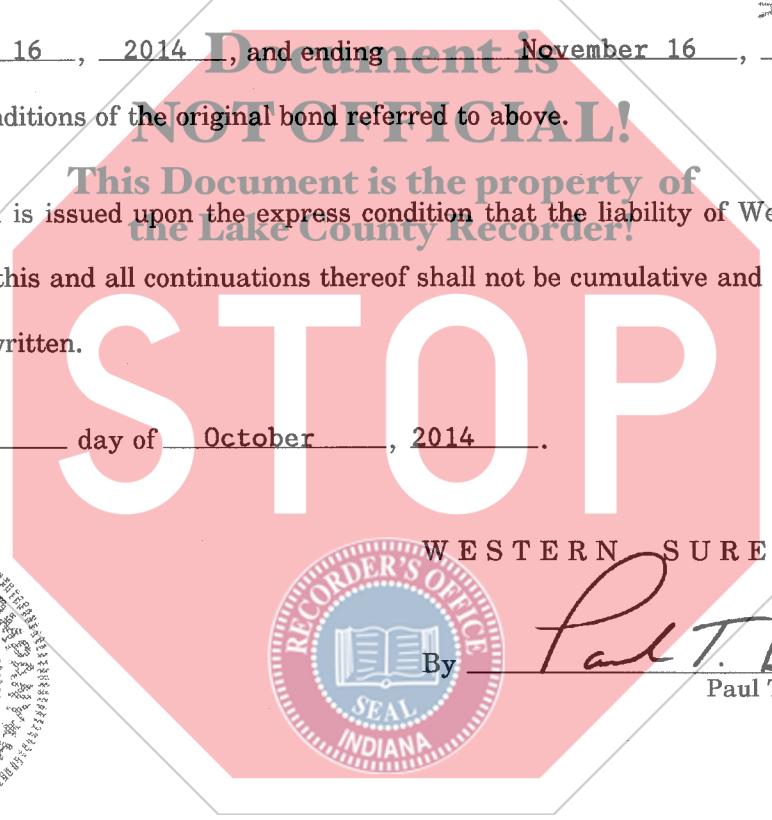 16 , 2014 , and ending November 16 ,
Document is
nditions of the original bond referred to above.
NOT OFFICIAL!
This Document is the property of
is issued upon the express condition that the liability of We
the Lake County Recorder!
this and all continuations thereof shall not be cumulative and
written.
STOP
day of October , 2014 .
WESTERN SURE
RECORDER'S OFFICE
SEAL
INDIANA
By Paul T.
Paul T